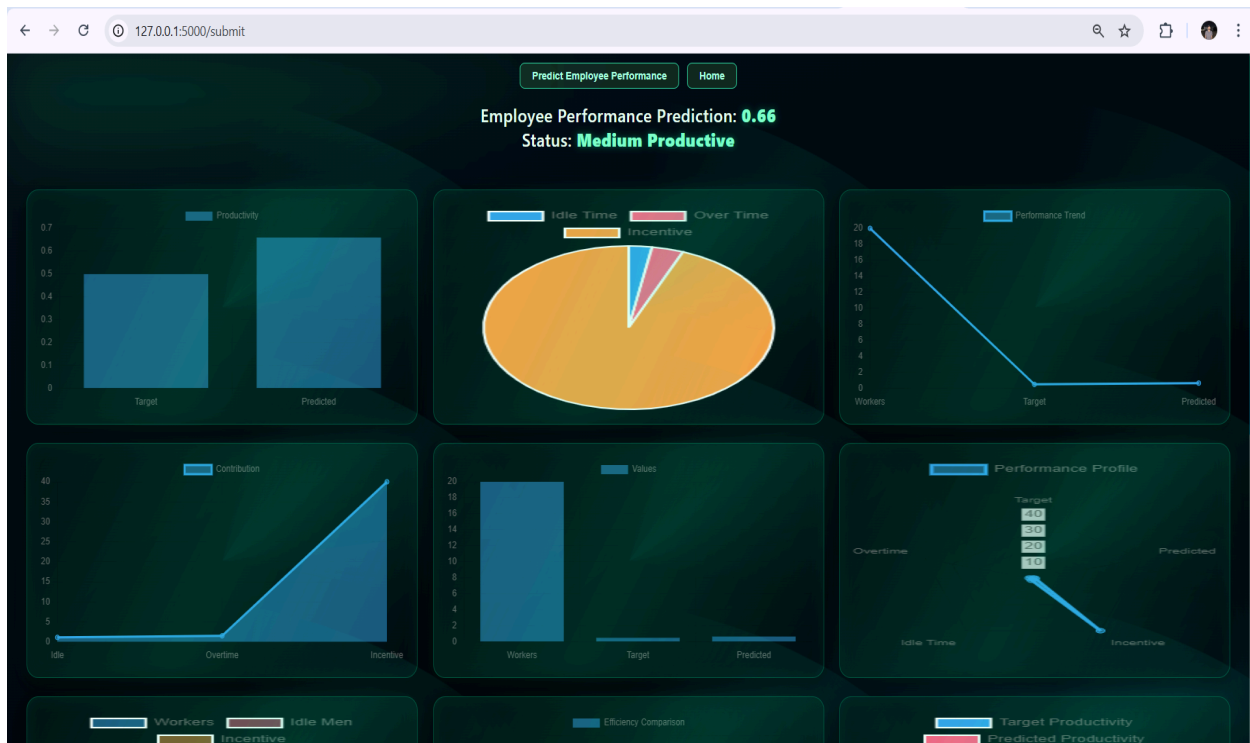 127.0.0.1:5000/submit
Predict Employee Performance Home
Employee Performance Prediction: 0.66
Status: Medium Productive
Productivity
0.7
0.6
0.5
0.4
0.3
0.2
0.1
0
Target Predicted
Idle Time Over Time
Incentive
Performance Trend
20
18
16
14
12
10
8
6
4
2
0
Workers Target Predicted
Contribution
40
35
30
25
20
15
10
5
0
Idle Overtime Incentive
Values
20
18
16
14
12
10
8
6
4
2
0
Workers Target Predicted
Performance Profile
Target
40
30
20
10
Overtime Predicted
Idle Time Incentive
Workers Idle Men
Incentive
Efficiency Comparison
Target Productivity
Predicted Productivity